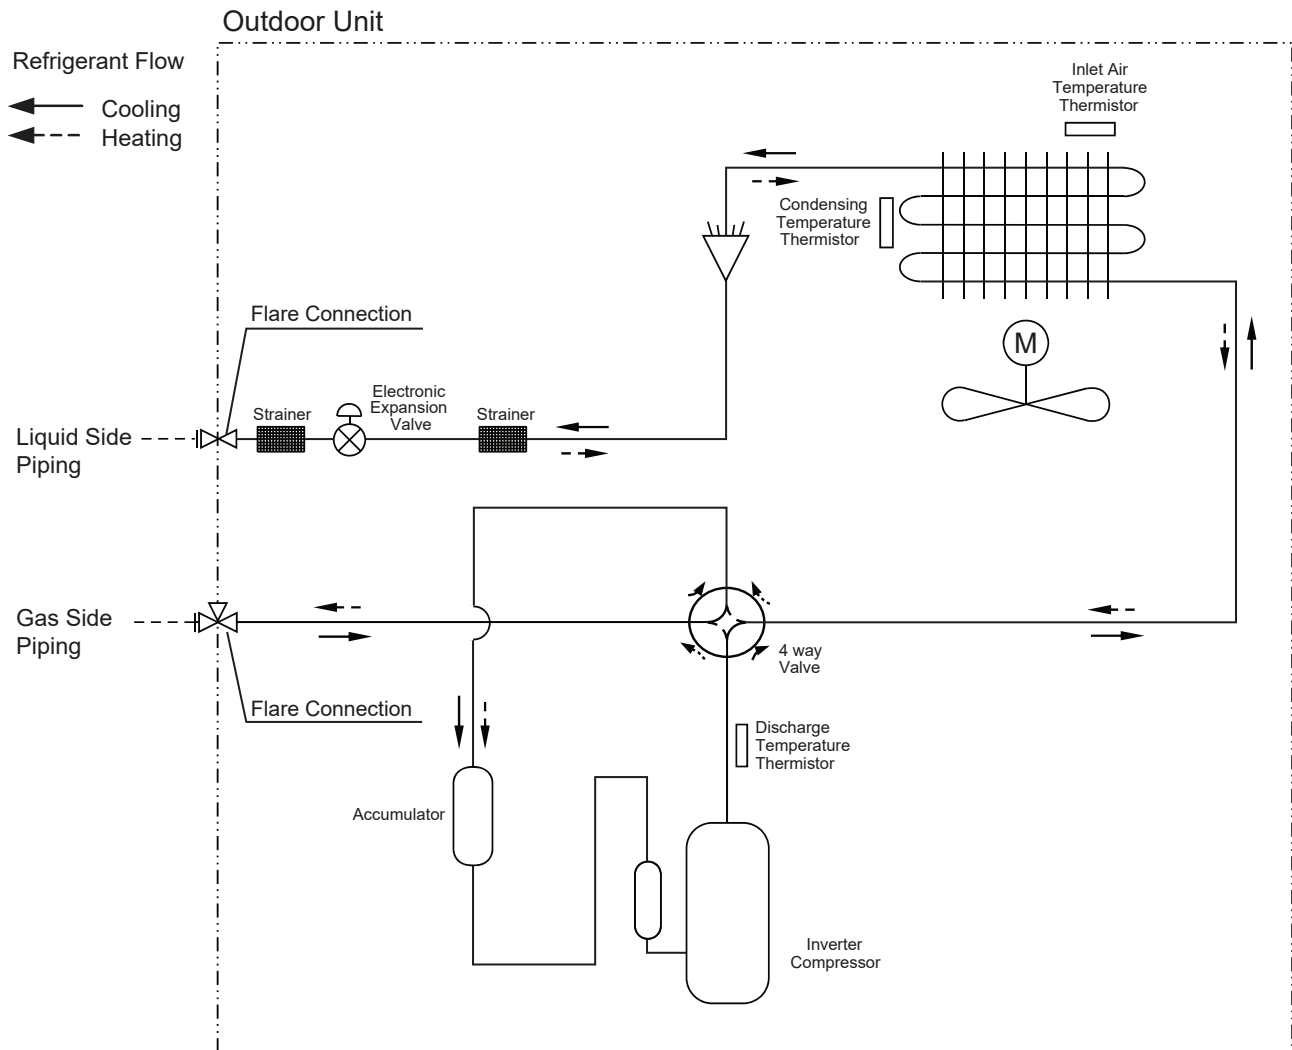 Outdoor Unit
Refrigerant Flow
Cooling
Heating
Inlet Air
Temperature
Thermistor
Condensing
Temperature
Thermistor
Flare Connection
M
Electronic
Expansion
Valve
Strainer
Strainer
Liquid Side
Piping
Gas Side
Piping
4 way
Valve
Flare Connection
Discharge
Temperature
Thermistor
Accumulator
Inverter
Compressor